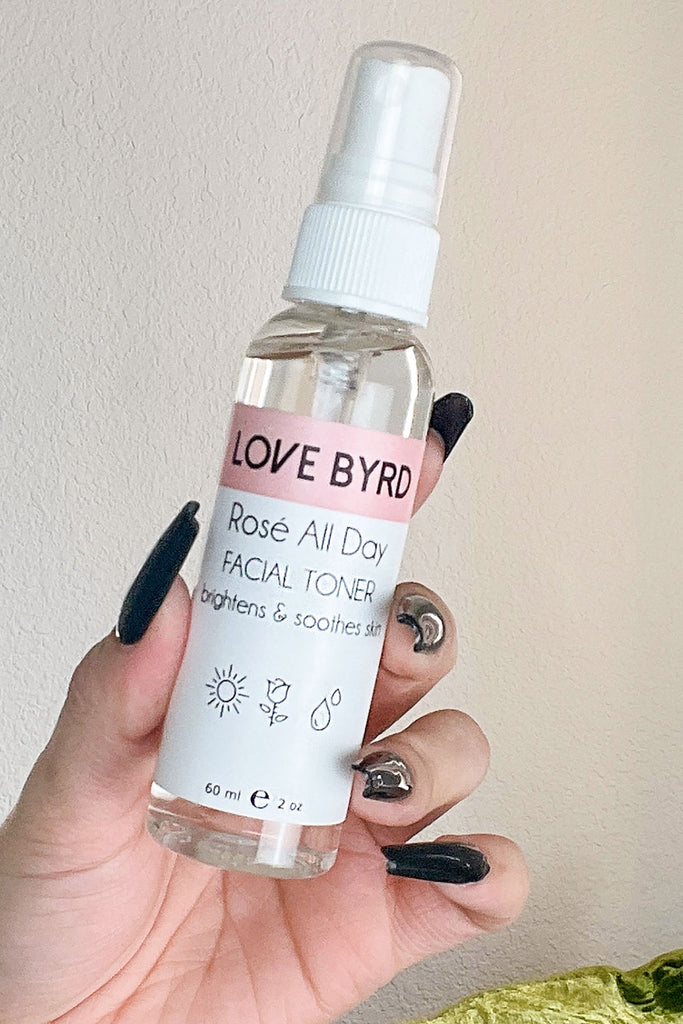 LOVE BYRD
Rosé All Day
FACIAL TONER
brightens & soothes skin
60 ml ℮ 2 oz